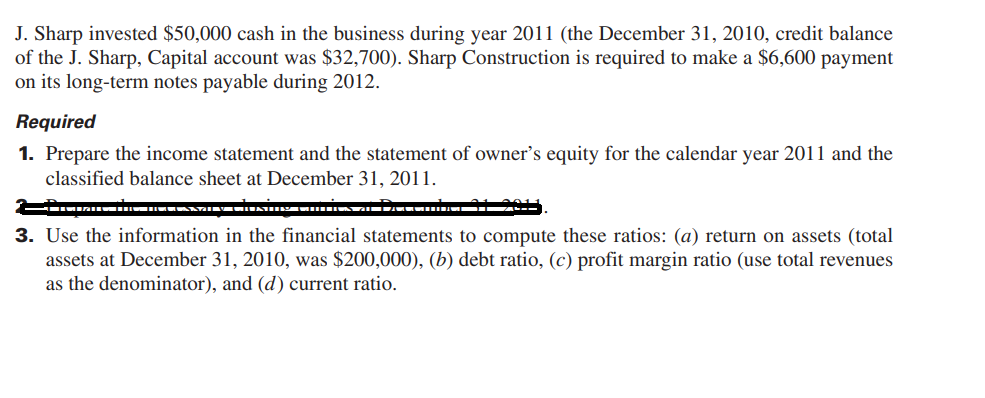 J. Sharp invested $50,000 cash in the business during year 2011 (the December 31, 2010, credit balance
of the J. Sharp, Capital account was $32,700). Sharp Construction is required to make a $6,600 payment
on its long-term notes payable during 2012.
Required
1. Prepare the income statement and the statement of owner’s equity for the calendar year 2011 and the
classified balance sheet at December 31, 2011.
3. Use the information in the financial statements to compute these ratios: (a) return on assets (total
assets at December 31, 2010, was $200,000), (b) debt ratio, (c) profit margin ratio (use total revenues
as the denominator), and (d) current ratio.